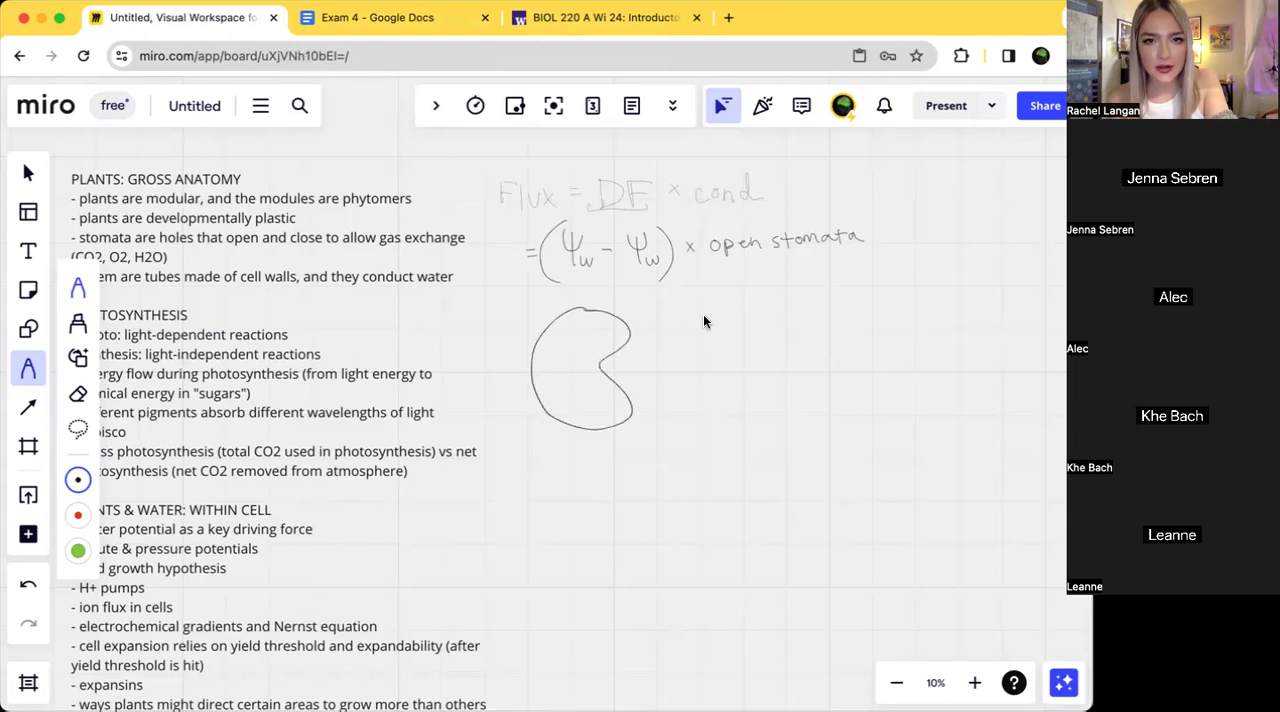 Untitled, Visual Workspace fo
Exam 4 - Google Docs
BIOL 220 A Wi 24: Introducto
miro.com/app/board/uXjVNh10bEI=/
miro
free
Untitled
3
Present
Share
PLANTS: GROSS ANATOMY
- plants are modular, and the modules are phytomers
- plants are developmentally plastic
- stomata are holes that open and close to allow gas exchange
(CO2, O2, H2O)
em are tubes made of cell walls, and they conduct water
TOSYNTHESIS
oto: light-dependent reactions
nthesis: light-independent reactions
ergy flow during photosynthesis (from light energy to
mical energy in "sugars")
erent pigments absorb different wavelengths of light
bisco
ss photosynthesis (total CO2 used in photosynthesis) vs net
tosynthesis (net CO2 removed from atmosphere)
NTS & WATER: WITHIN CELL
ter potential as a key driving force
ute & pressure potentials
d growth hypothesis
- H+ pumps
- ion flux in cells
- electrochemical gradients and Nernst equation
- cell expansion relies on yield threshold and expandability (after
yield threshold is hit)
- expansins
- ways plants might direct certain areas to grow more than others
Flux = DF × cond
= (Ψw - Ψw) × open stomata
10%
Rachel Langan
Jenna Sebren
Jenna Sebren
Alec
Alec
Khe Bach
Khe Bach
Leanne
Leanne